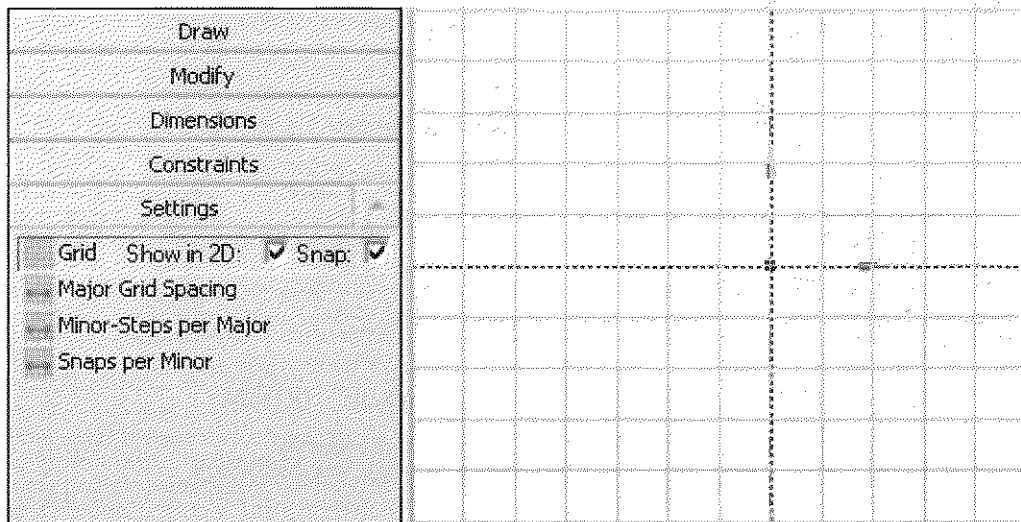 Draw
Modify
Dimensions
Constraints
Settings
Grid Show in 2D: Snap:
Major Grid Spacing
Minor-Steps per Major
Snaps per Minor